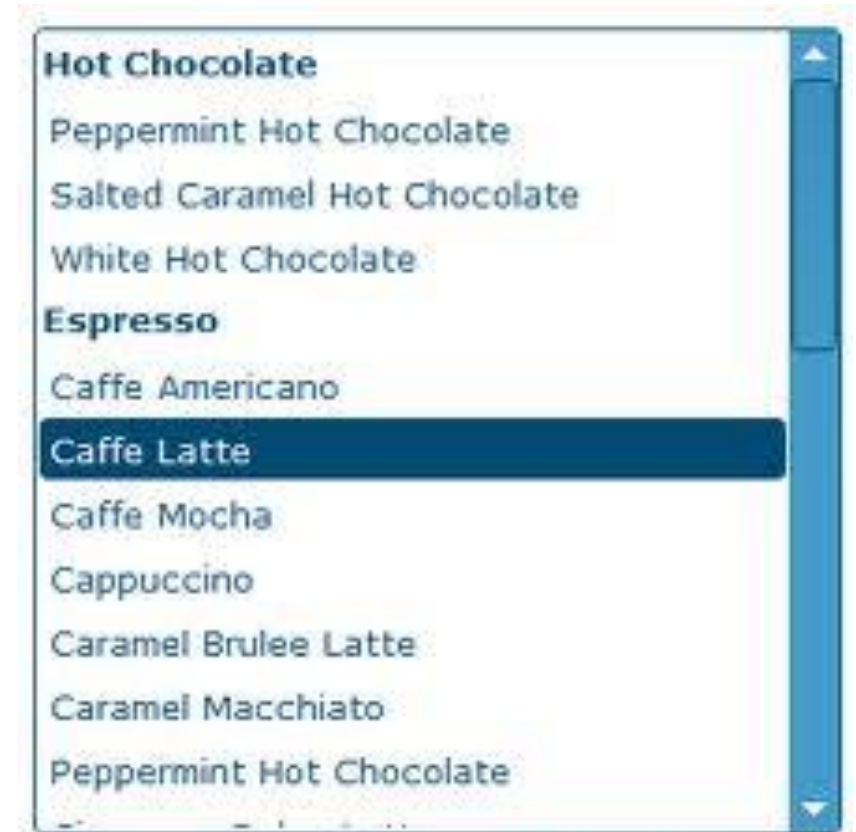 Hot Chocolate
Peppermint Hot Chocolate
Salted Caramel Hot Chocolate
White Hot Chocolate
Espresso
Caffe Americano
Caffe Latte
Caffe Mocha
Cappuccino
Caramel Brulee Latte
Caramel Macchiato
Peppermint Hot Chocolate